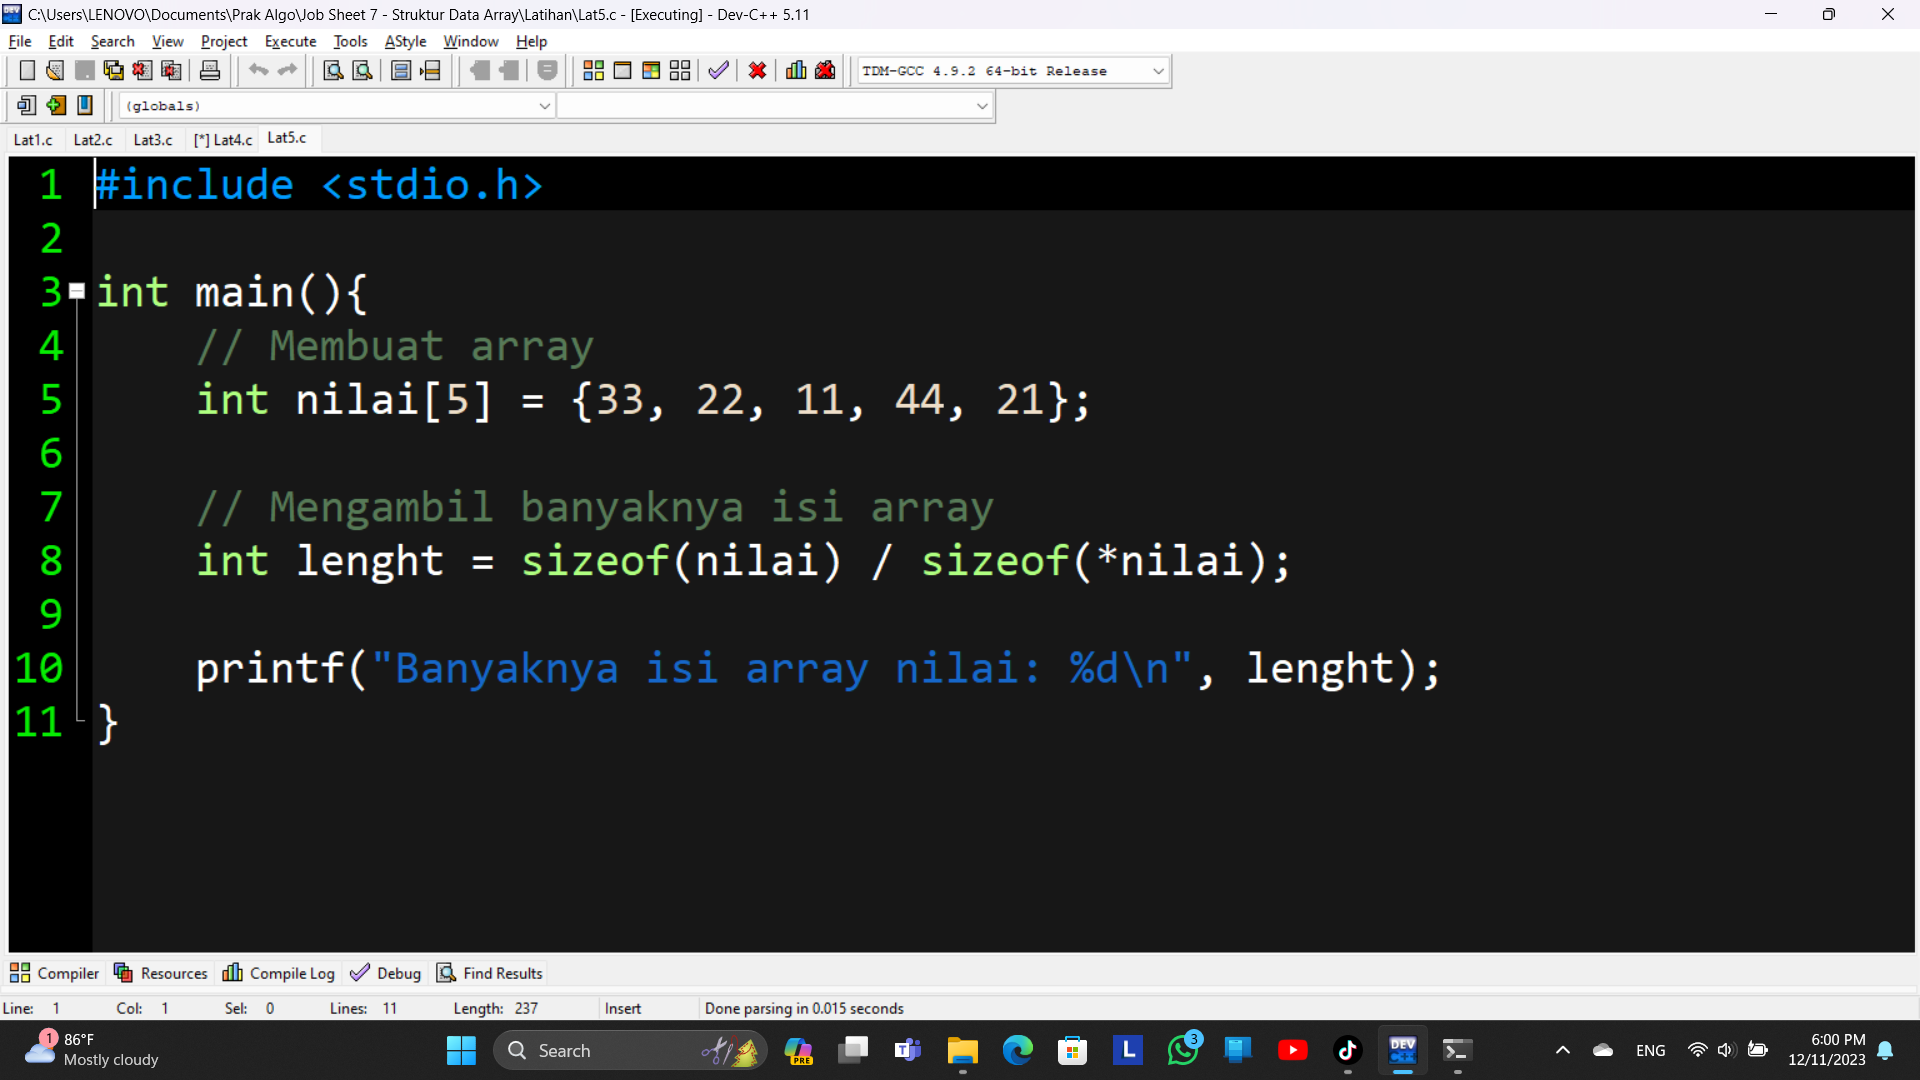 C:\Users\LENOVO\Documents\Prak Algo\Job Sheet 7 - Struktur Data Array\Latihan\Lat5.c - [Executing] - Dev-C++ 5.11
File Edit Search View Project Execute Tools AStyle Window Help
TDM-GCC 4.9.2 64-bit Release
(globals)
Lat1.c Lat2.c Lat3.c [*] Lat4.c Lat5.c
1 #include <stdio.h>
2
3 int main(){
4 // Membuat array
5 int nilai[5] = {33, 22, 11, 44, 21};
6
7 // Mengambil banyaknya isi array
8 int lenght = sizeof(nilai) / sizeof(*nilai);
9
10 printf("Banyaknya isi array nilai: %d\n", lenght);
11 }
Compiler Resources Compile Log Debug Find Results
Line: 1 Col: 1 Sel: 0 Lines: 11 Length: 237 Insert Done parsing in 0.015 seconds
1 86°F
Mostly cloudy
Search
PRE
L
3
DEV
C++
ENG
6:00 PM
12/11/2023